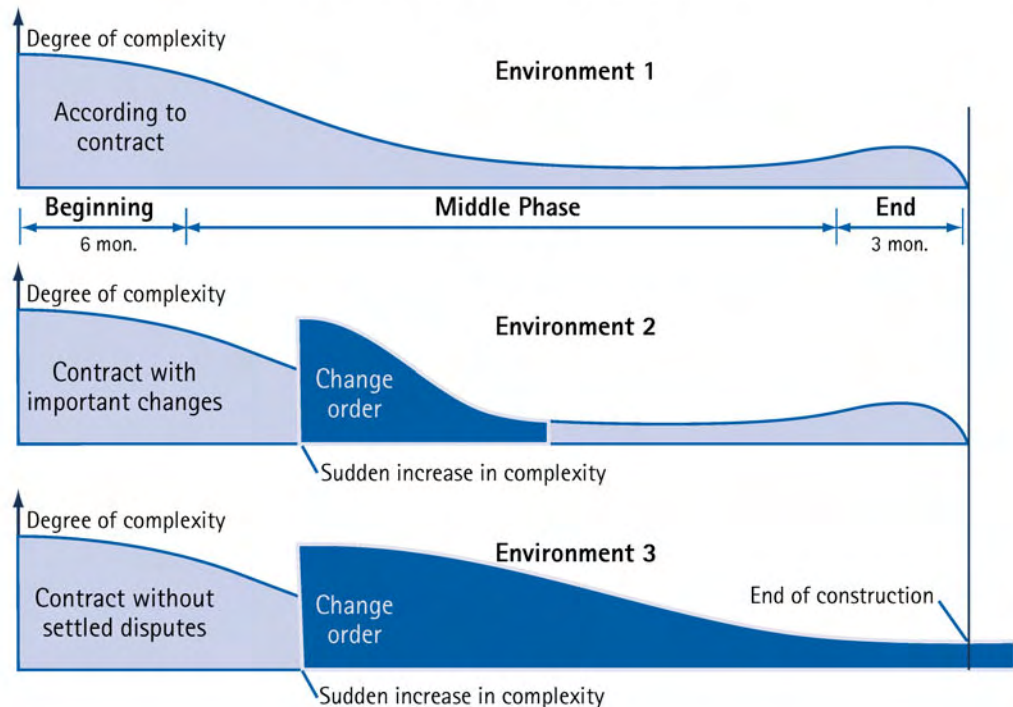 Degree of complexity
Environment 1
According to
contract
Beginning
Middle Phase
End
6 mon.
3 mon.
Degree of complexity
Environment 2
Contract with
important changes
Change
order
Sudden increase in complexity
Degree of complexity
Environment 3
Contract without
settled disputes
Change
order
End of construction
Sudden increase in complexity